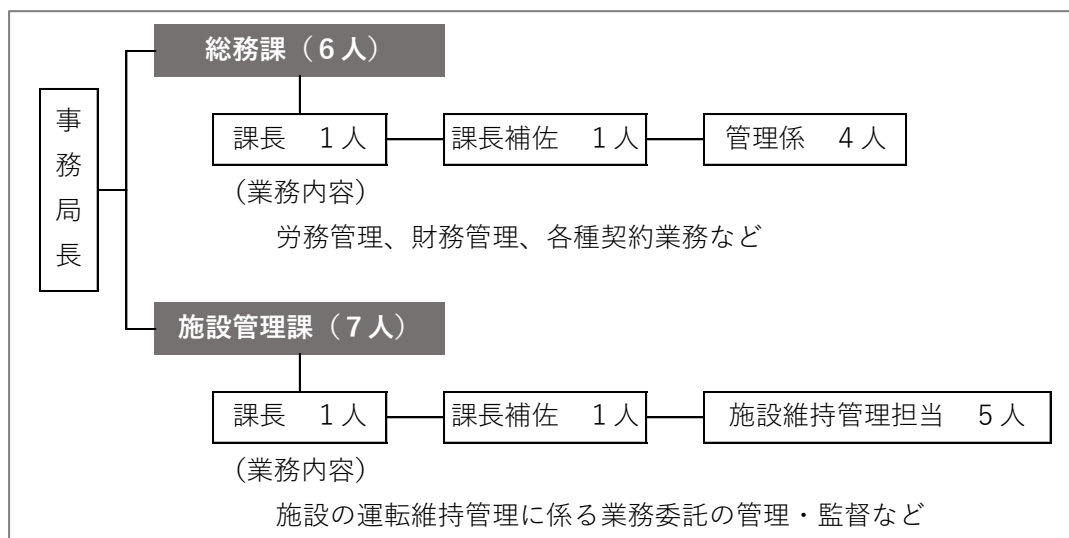 事務局長
総務課（６人）
課長　１人
課長補佐　１人
管理係　４人
（業務内容）
労務管理、財務管理、各種契約業務など
施設管理課（７人）
課長　１人
課長補佐　１人
施設維持管理担当　５人
（業務内容）
施設の運転維持管理に係る業務委託の管理・監督など